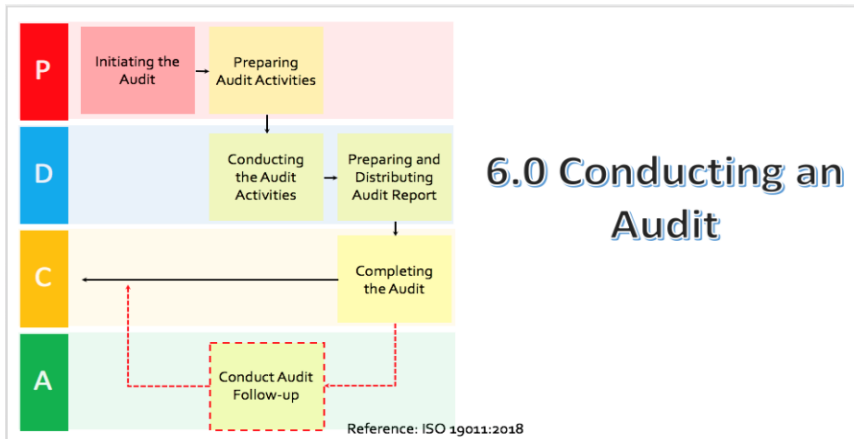 P
Initiating the
Audit
Preparing
Audit Activities
D
Conducting
the Audit
Activities
Preparing and
Distributing
Audit Report
C
Completing
the Audit
A
Conduct Audit
Follow-up
Reference: ISO 19011:2018
6.0 Conducting an
Audit